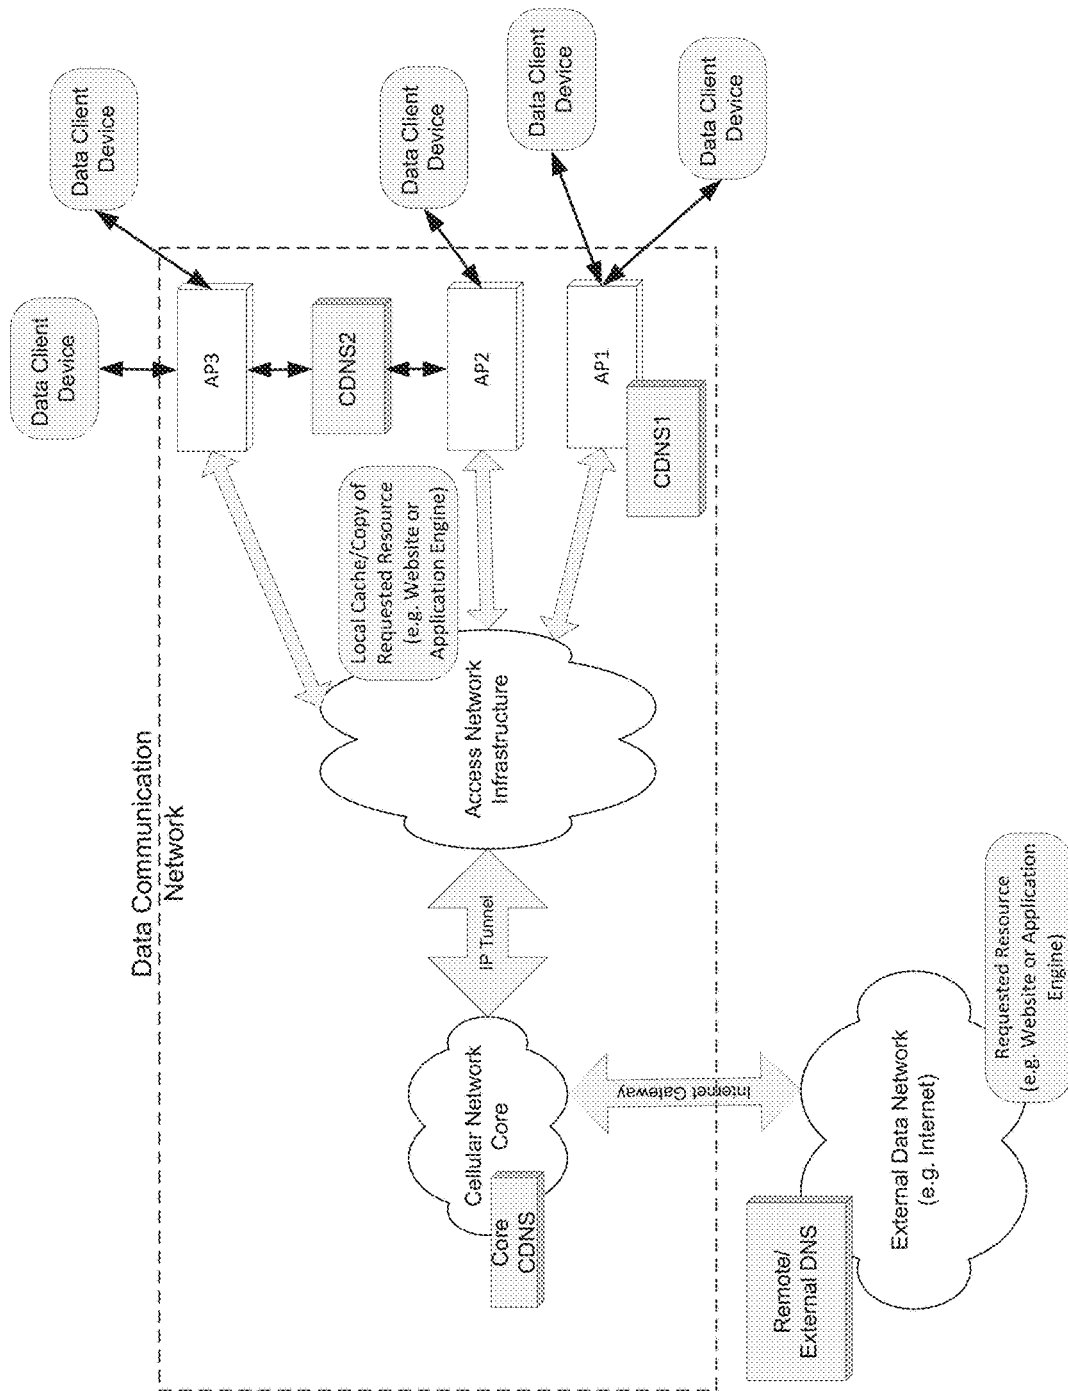 Data Communication
Network
Data Client
Device
Data Client
Device
Data Client
Device
Data Client
Device
Data Client
Device
AP3
CDNS2
AP2
AP1
CDNS1
Local Cache/Copy of
Requested Resource
(e.g. Website or
Application Engine)
Access Network
Infrastructure
IP Tunnel
Cellular Network
Core
Core
CDNS
Internet Gateway
Remote/
External DNS
External Data Network
(e.g. Internet)
Requested Resource
(e.g. Website or Application
Engine)